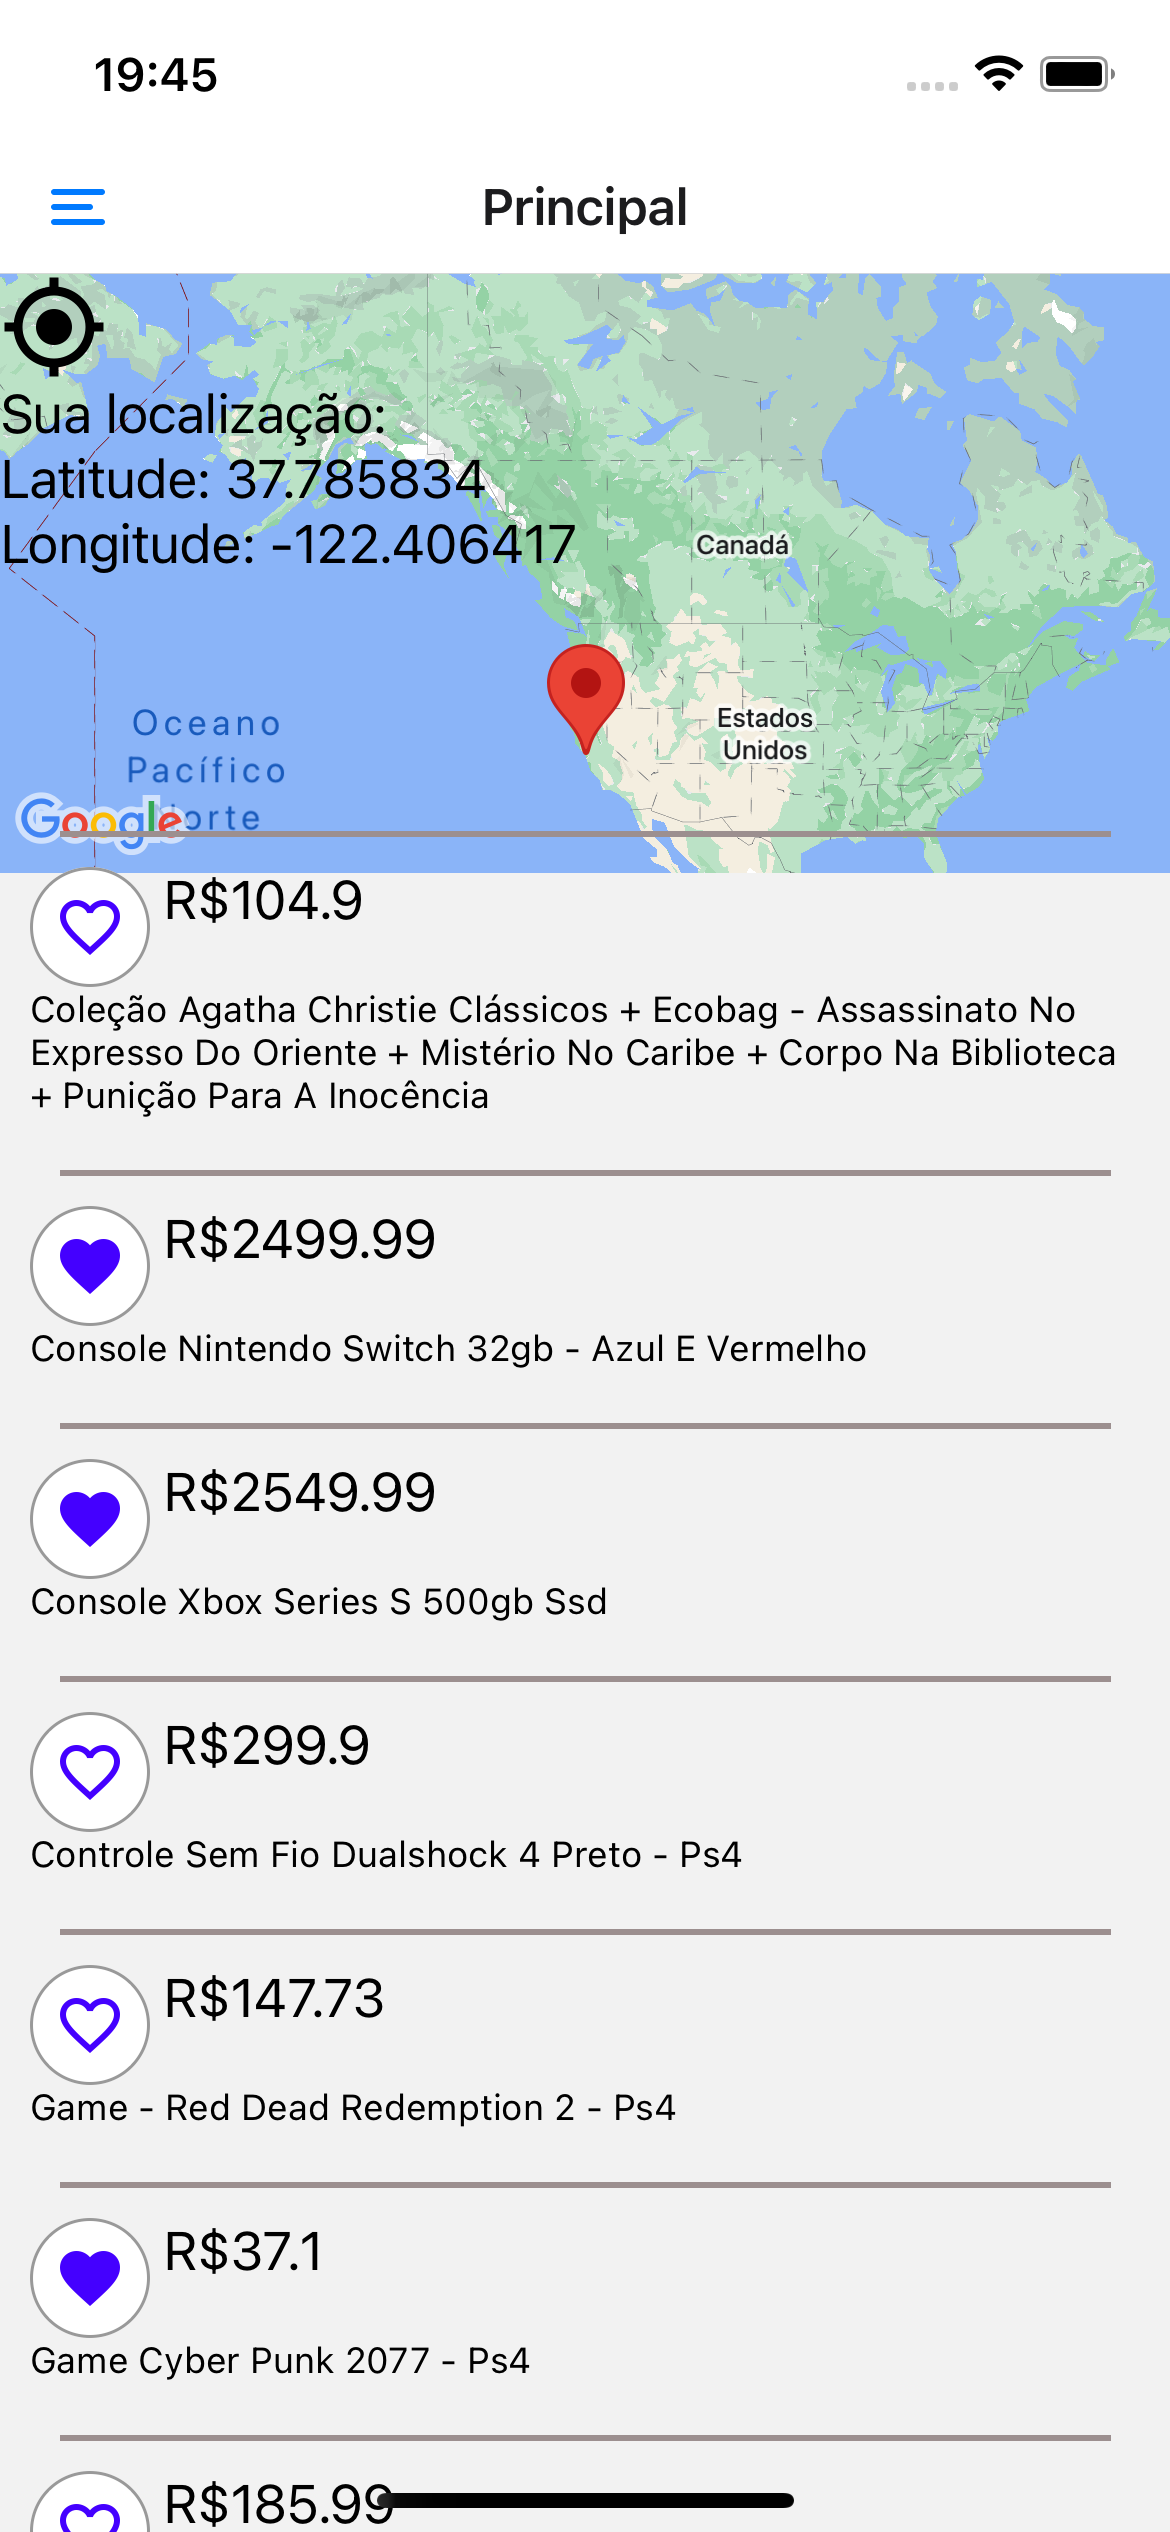 19:45
Principal
Sua localização:
Latitude: 37.785834
Longitude: -122.406417
Canadá
Estados
Unidos
Oceano
Pacífico
orte
Google
R$104.9
Coleção Agatha Christie Clássicos + Ecobag - Assassinato No
Expresso Do Oriente + Mistério No Caribe + Corpo Na Biblioteca
+ Punição Para A Inocência
R$2499.99
Console Nintendo Switch 32gb - Azul E Vermelho
R$2549.99
Console Xbox Series S 500gb Ssd
R$299.9
Controle Sem Fio Dualshock 4 Preto - Ps4
R$147.73
Game - Red Dead Redemption 2 - Ps4
R$37.1
Game Cyber Punk 2077 - Ps4
R$185.99